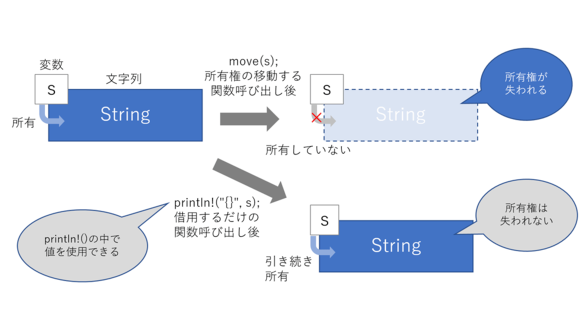 変数
S
文字列
String
所有
move(s);
所有権の移動する
関数呼び出し後
S
String
所有していない
所有権が
失われる
println!("{}", s);
借用するだけの
関数呼び出し後
println!()の中で
値を使用できる
S
String
引き続き
所有
所有権は
失われない